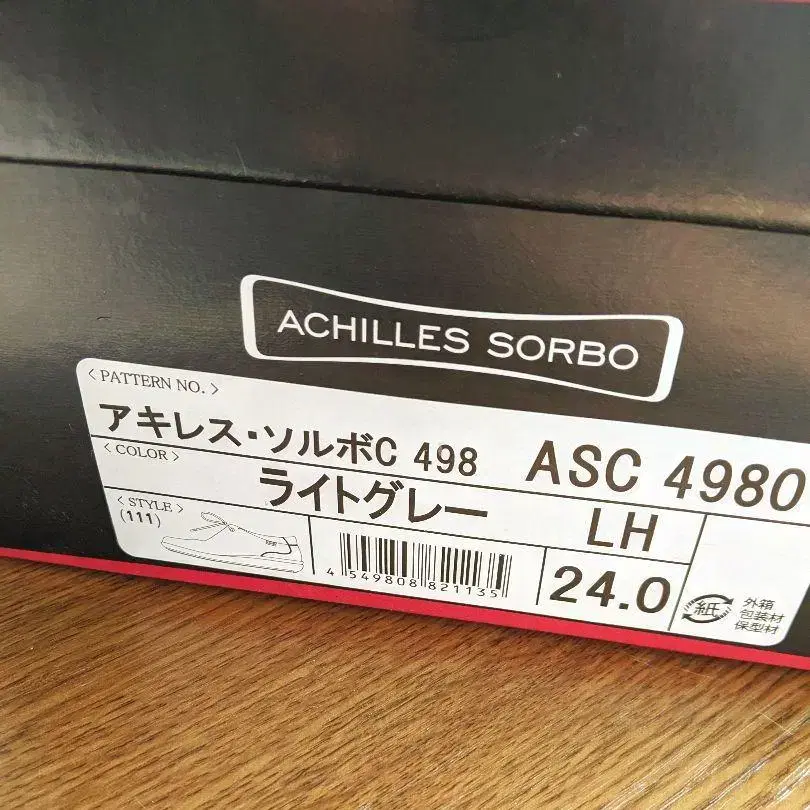 ACHILLES SORBO
〈 PATTERN NO. 〉
アキレス・ソルボC 498 ASC 4980
〈 COLOR 〉
ライトグレー LH
〈 STYLE 〉
(111)
4 549808 821135
24.0
紙
外箱
包装材
保型材